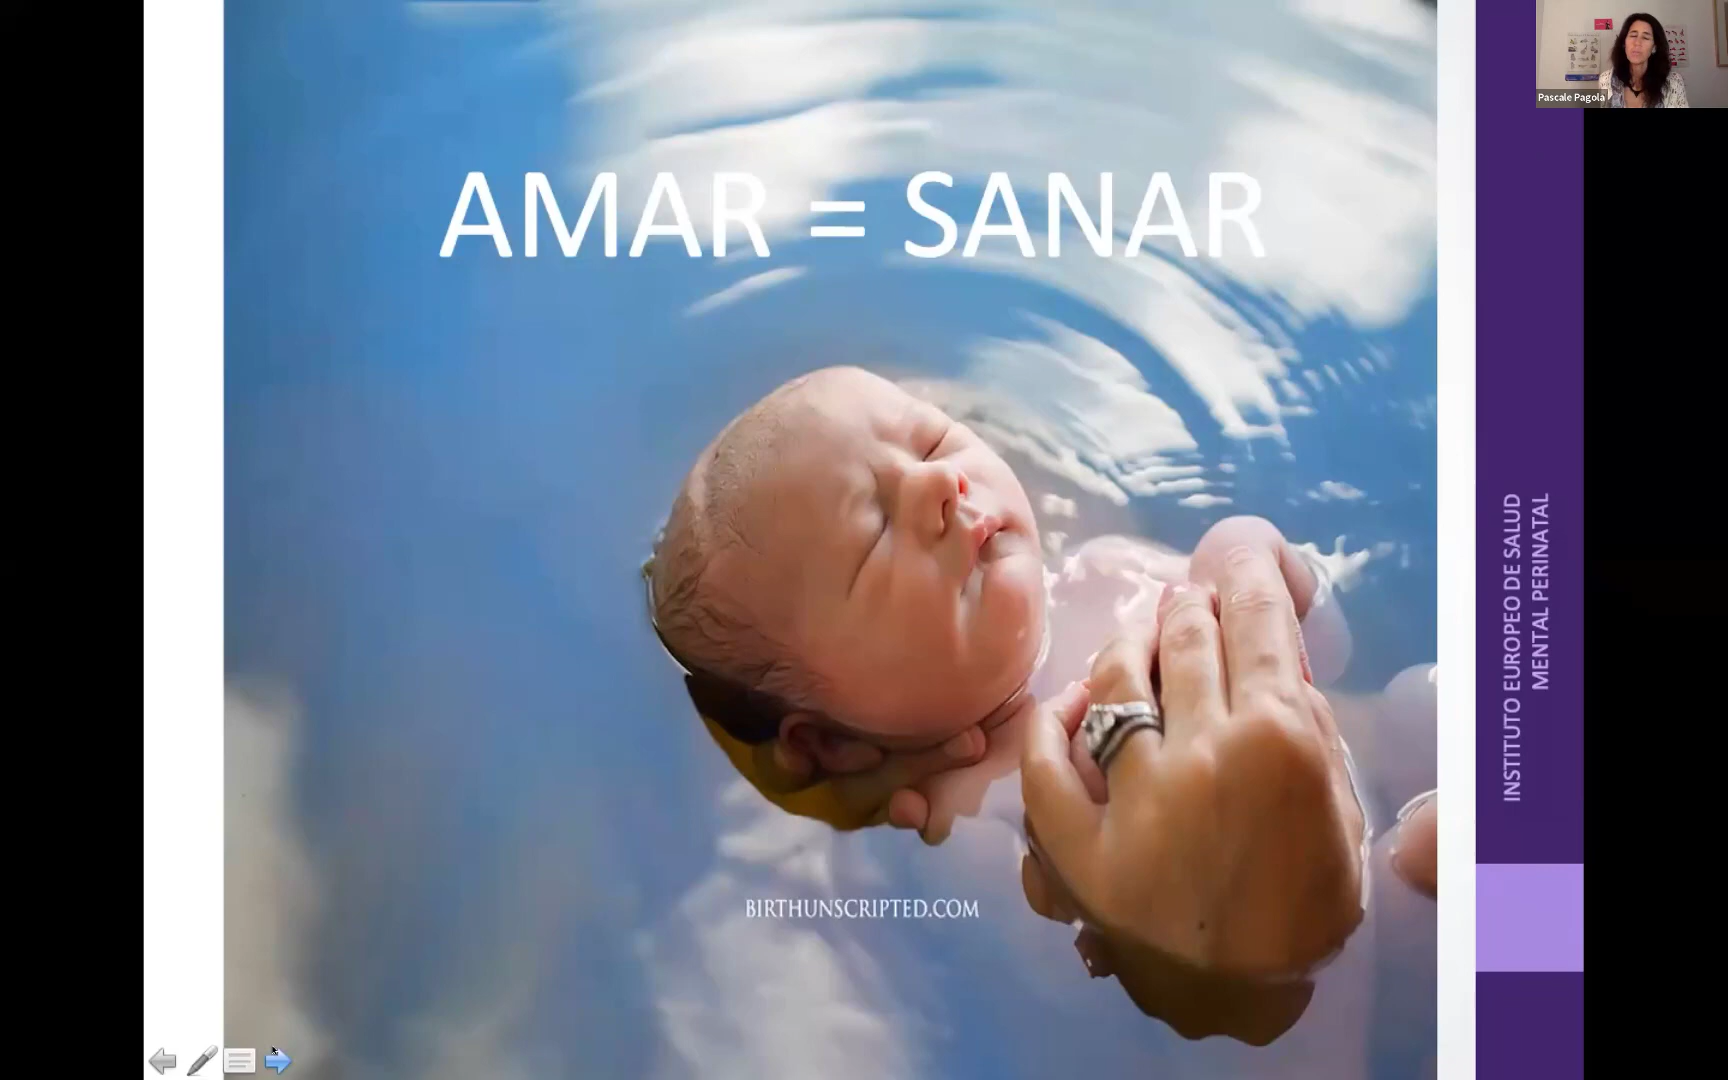 AMAR = SANAR
BIRTHUNSCRIPTED.COM
INSTITUTO EUROPEO DE SALUD
MENTAL PERINATAL
Pascale Pagola